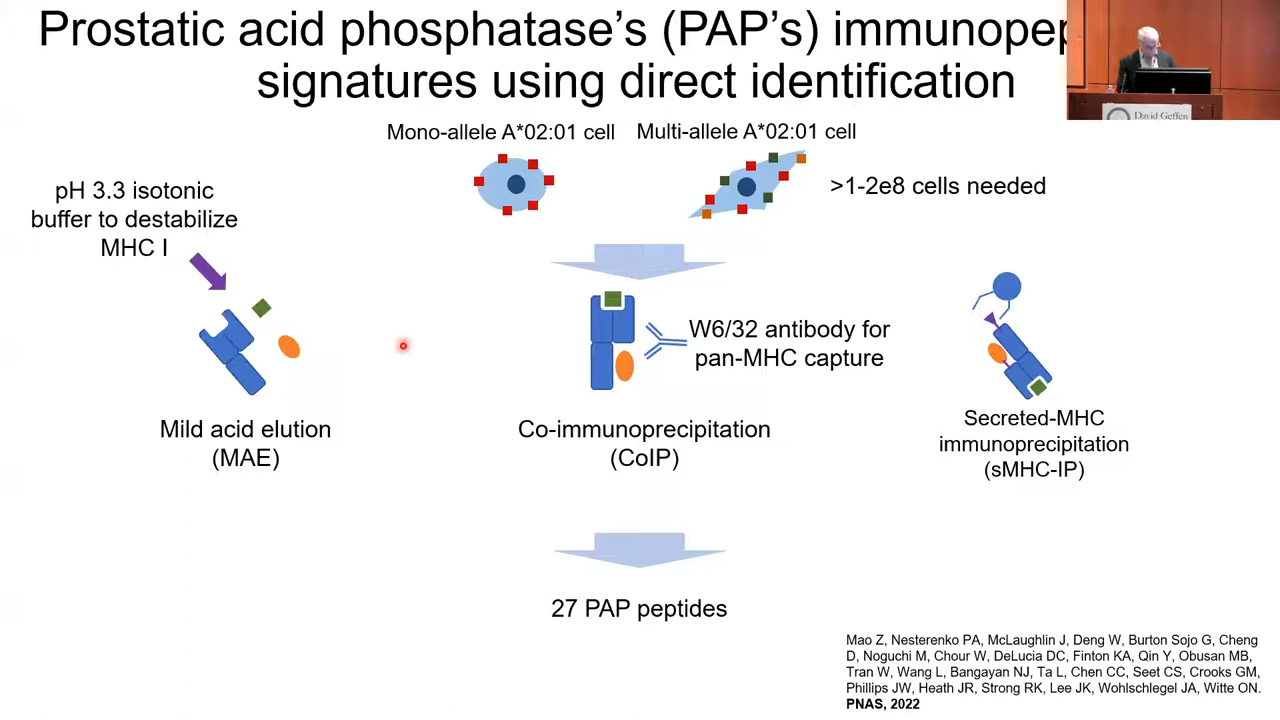 Prostatic acid phosphatase’s (PAP’s) immunopep
signatures using direct identification
David Geffen
Mono-allele A*02:01 cell
Multi-allele A*02:01 cell
pH 3.3 isotonic
buffer to destabilize
MHC I
>1-2e8 cells needed
W6/32 antibody for
pan-MHC capture
Mild acid elution
(MAE)
Co-immunoprecipitation
(CoIP)
Secreted-MHC
immunoprecipitation
(sMHC-IP)
27 PAP peptides
Mao Z, Nesterenko PA, McLaughlin J, Deng W, Burton Sojo G, Cheng
D, Noguchi M, Chour W, DeLucia DC, Finton KA, Qin Y, Obusan MB,
Tran W, Wang L, Bangayan NJ, Ta L, Chen CC, Seet CS, Crooks GM,
Phillips JW, Heath JR, Strong RK, Lee JK, Wohlschlegel JA, Witte ON.
PNAS, 2022